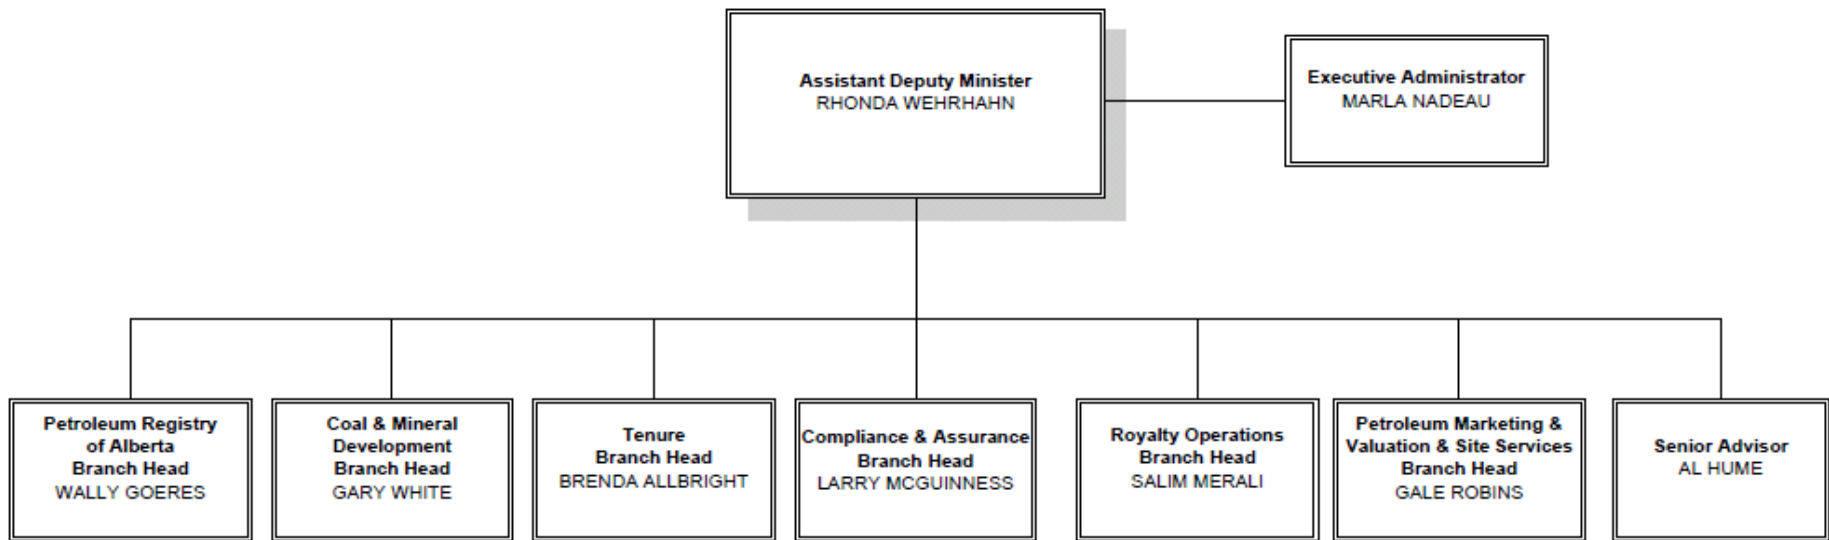 Assistant Deputy Minister
RHONDA WEHRHAHN
Executive Administrator
MARLA NADEAU
Petroleum Registry
of Alberta
Branch Head
WALLY GOERES
Coal & Mineral
Development
Branch Head
GARY WHITE
Tenure
Branch Head
BRENDA ALLBRIGHT
Compliance & Assurance
Branch Head
LARRY MCGUINNESS
Royalty Operations
Branch Head
SALIM MERALI
Petroleum Marketing &
Valuation & Site Services
Branch Head
GALE ROBINS
Senior Advisor
AL HUME